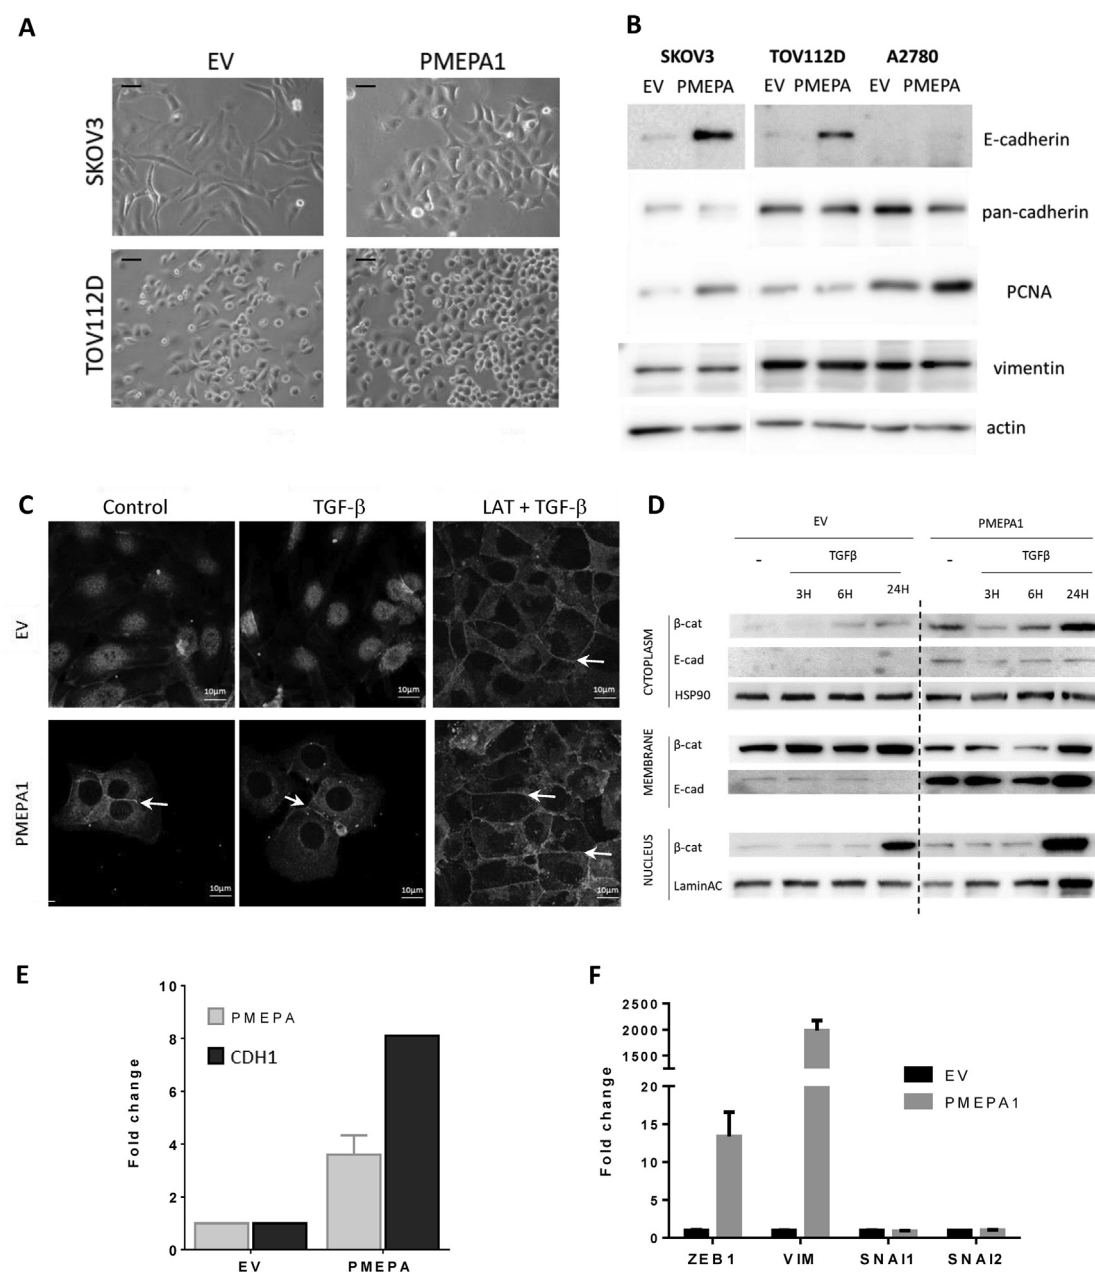 A
EV PMEPA1
SKOV3
TOV112D
B
SKOV3 TOV112D A2780
EV PMEPA EV PMEPA EV PMEPA
E-cadherin
pan-cadherin
PCNA
vimentin
actin
C
Control TGF-β LAT + TGF-β
EV
10μm 10μm 10μm
PMEPA1
10μm 10μm 10μm
D
EV PMEPA1
- TGFβ - TGFβ
3H 6H 24H 3H 6H 24H
CYTOPLASM
β-cat
E-cad
HSP90
MEMBRANE
β-cat
E-cad
NUCLEUS
β-cat
LaminAC
E
Fold change
10
8
6
4
2
0
PMEPA
CDH1
EV PMEPA
F
Fold change
2500
2000
1500
20
15
10
5
0
EV
PMEPA1
ZEB1 VIM SNAI1 SNAI2